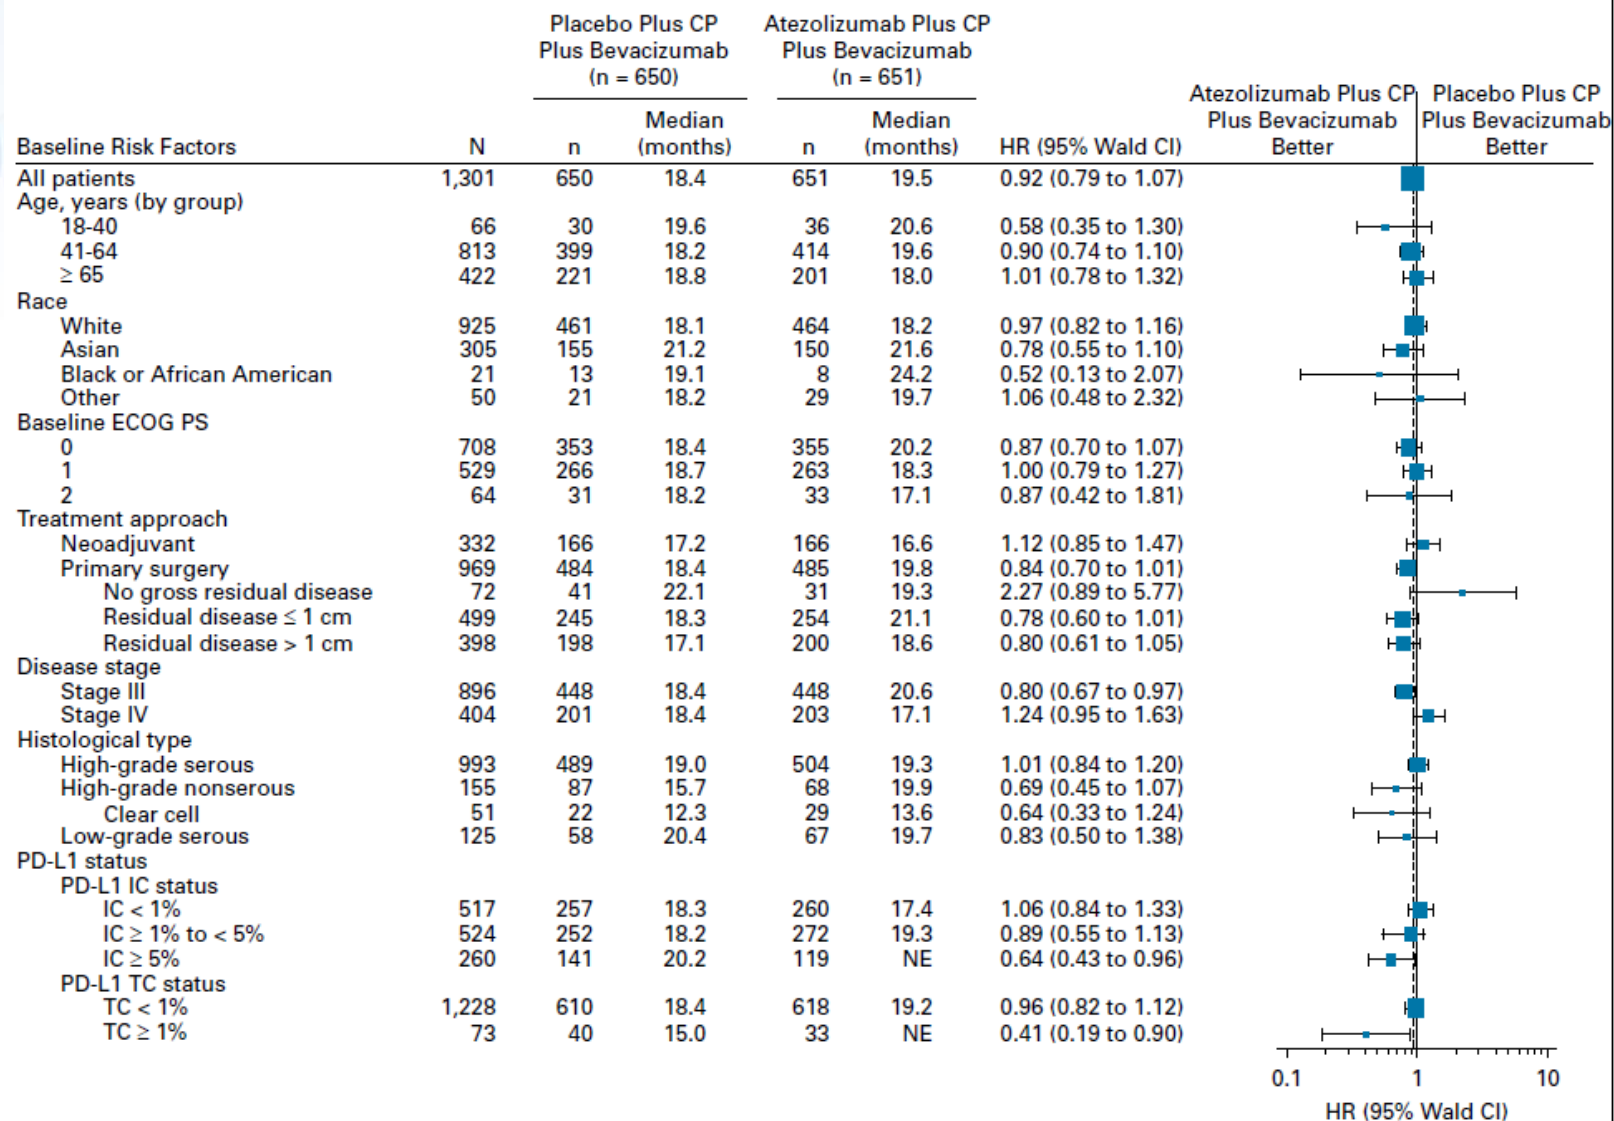 Placebo Plus CP Atezolizumab Plus CP
Plus Bevacizumab Plus Bevacizumab
(n = 650) (n = 651)
Atezolizumab Plus CP Placebo Plus CP
Median Median Plus Bevacizumab Plus Bevacizumab
Baseline Risk Factors N n (months) n (months) HR (95% Wald CI) Better Better
All patients 1,301 650 18.4 651 19.5 0.92 (0.79 to 1.07)
Age, years (by group)
18-40 66 30 19.6 36 20.6 0.58 (0.35 to 1.30)
41-64 813 399 18.2 414 19.6 0.90 (0.74 to 1.10)
≥ 65 422 221 18.8 201 18.0 1.01 (0.78 to 1.32)
Race
White 925 461 18.1 464 18.2 0.97 (0.82 to 1.16)
Asian 305 155 21.2 150 21.6 0.78 (0.55 to 1.10)
Black or African American 21 13 19.1 8 24.2 0.52 (0.13 to 2.07)
Other 50 21 18.2 29 19.7 1.06 (0.48 to 2.32)
Baseline ECOG PS
0 708 353 18.4 355 20.2 0.87 (0.70 to 1.07)
1 529 266 18.7 263 18.3 1.00 (0.79 to 1.27)
2 64 31 18.2 33 17.1 0.87 (0.42 to 1.81)
Treatment approach
Neoadjuvant 332 166 17.2 166 16.6 1.12 (0.85 to 1.47)
Primary surgery 969 484 18.4 485 19.8 0.84 (0.70 to 1.01)
No gross residual disease 72 41 22.1 31 19.3 2.27 (0.89 to 5.77)
Residual disease ≤ 1 cm 499 245 18.3 254 21.1 0.78 (0.60 to 1.01)
Residual disease > 1 cm 398 198 17.1 200 18.6 0.80 (0.61 to 1.05)
Disease stage
Stage III 896 448 18.4 448 20.6 0.80 (0.67 to 0.97)
Stage IV 404 201 18.4 203 17.1 1.24 (0.95 to 1.63)
Histological type
High-grade serous 993 489 19.0 504 19.3 1.01 (0.84 to 1.20)
High-grade nonserous 155 87 15.7 68 19.9 0.69 (0.45 to 1.07)
Clear cell 51 22 12.3 29 13.6 0.64 (0.33 to 1.24)
Low-grade serous 125 58 20.4 67 19.7 0.83 (0.50 to 1.38)
PD-L1 status
PD-L1 IC status
IC < 1% 517 257 18.3 260 17.4 1.06 (0.84 to 1.33)
IC ≥ 1% to < 5% 524 252 18.2 272 19.3 0.89 (0.55 to 1.13)
IC ≥ 5% 260 141 20.2 119 NE 0.64 (0.43 to 0.96)
PD-L1 TC status
TC < 1% 1,228 610 18.4 618 19.2 0.96 (0.82 to 1.12)
TC ≥ 1% 73 40 15.0 33 NE 0.41 (0.19 to 0.90)
0.1 1 10
HR (95% Wald CI)